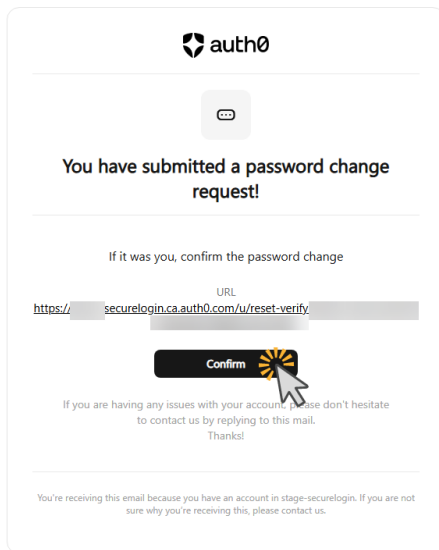 auth0
You have submitted a password change
request!
If it was you, confirm the password change
URL
https:// securelogin.ca.auth0.com/u/reset-verify
Confirm
If you are having any issues with your account, please don't hesitate
to contact us by replying to this mail.
Thanks!
You're receiving this email because you have an account in stage-securelogin. If you are not
sure why you're receiving this, please contact us.